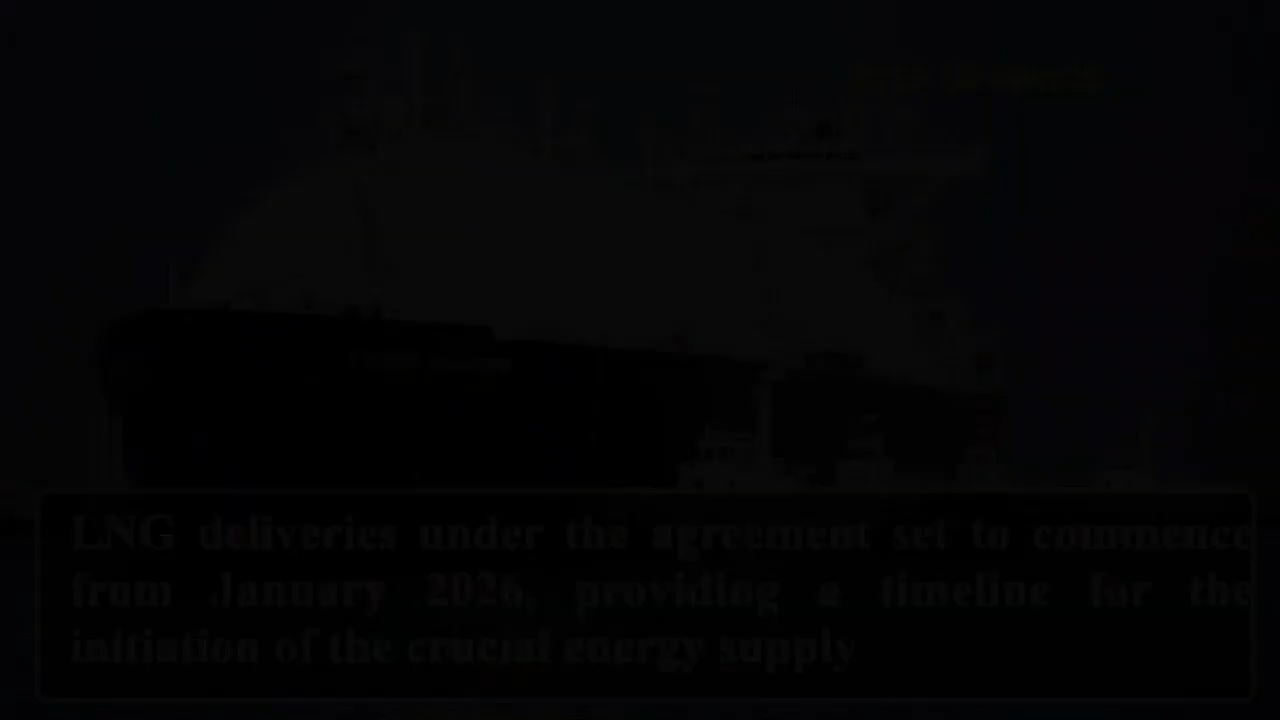 LNG deliveries under the agreement set to commence
from January 2026, providing a timeline for the
initiation of the crucial energy supply